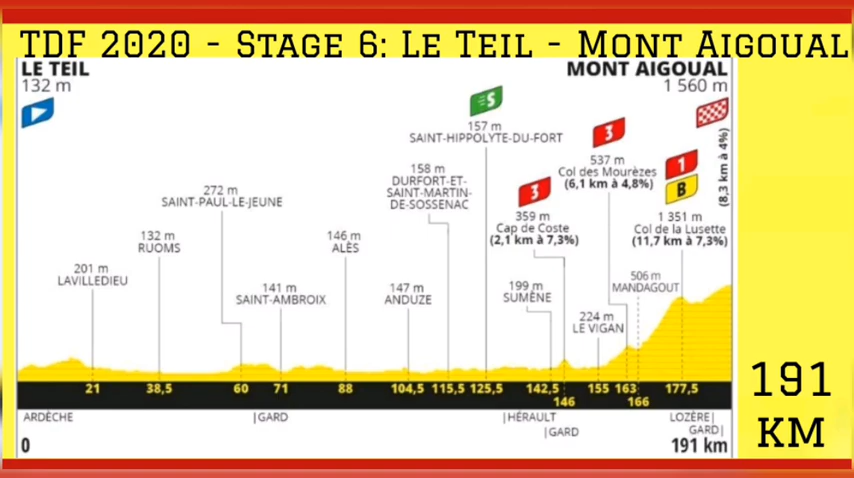 TDF 2020 - Stage 6: Le Teil - Mont Aigoual
LE TEIL
132 m
MONT AIGOUAL
1 560 m
(8,3 km à 4%)
S
157 m
SAINT-HIPPOLYTE-DU-FORT
3
537 m
Col des Mourèzes
(6,1 km à 4,8%)
1
B
1 351 m
Col de la Lusette
(11,7 km à 7,3%)
158 m
DURFORT-ET-
SAINT-MARTIN-
DE-SOSSENAC
3
359 m
Cap de Coste
(2,1 km à 7,3%)
272 m
SAINT-PAUL-LE-JEUNE
132 m
RUOMS
146 m
ALÈS
201 m
LAVILLEDIEU
141 m
SAINT-AMBROIX
147 m
ANDUZE
199 m
SUMÈNE
506 m
MANDAGOUT
224 m
LE VIGAN
21
38,5
60
71
88
104,5
115,5
125,5
142,5
146
155
163
166
177,5
ARDÈCHE
|GARD
|HÉRAULT
|GARD
LOZÈRE|
GARD|
0
191 km
191
KM